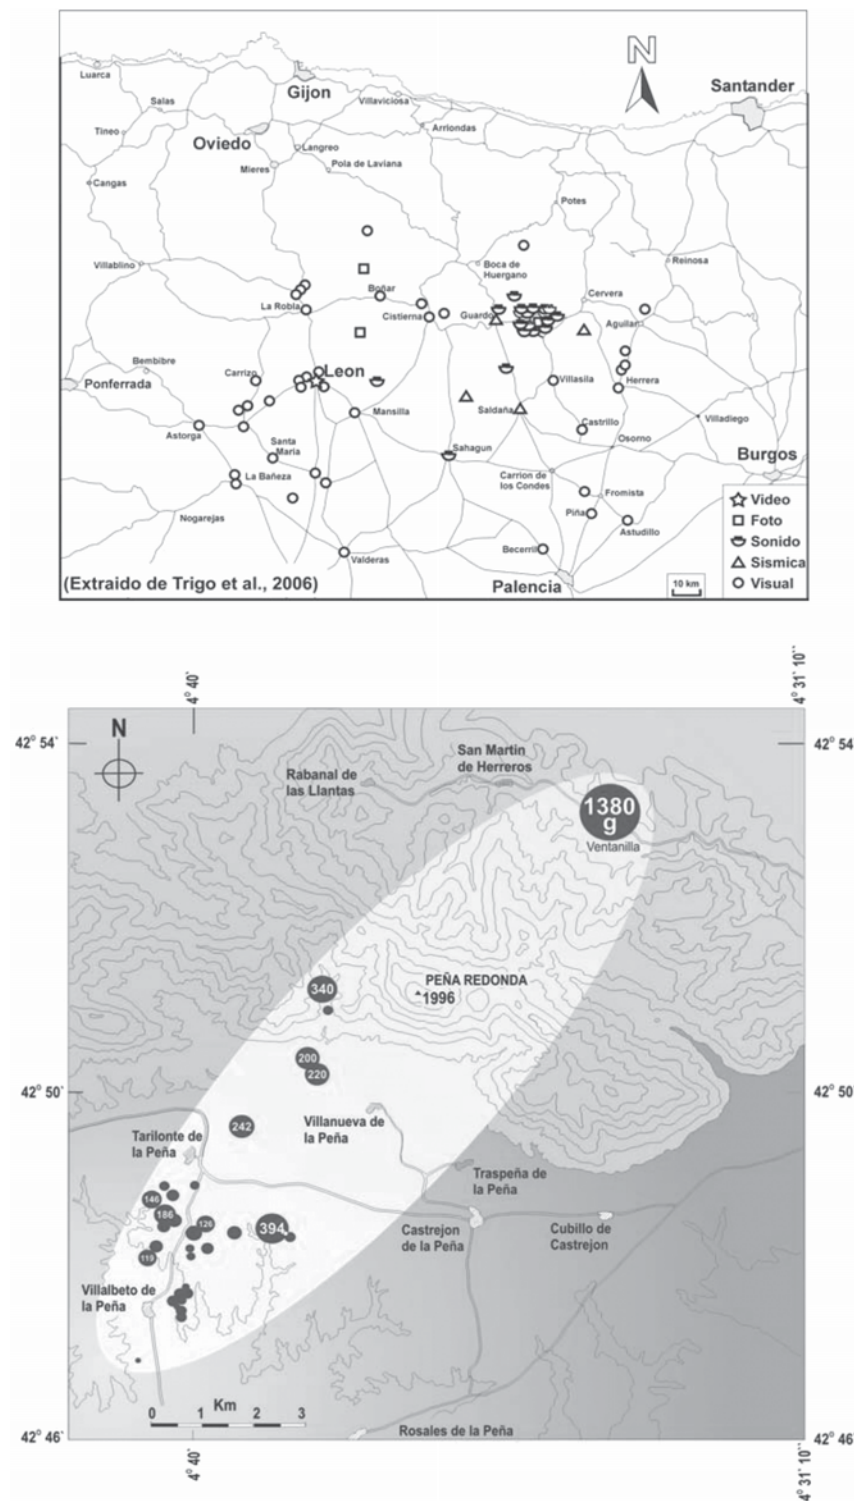 N
Santander
Luarca
Gijon
Salas
Villaviciosa
Tineo
Oviedo
Arriondas
Langreo
Mieres
Pola de Laviana
Cangas
Potes
Villablino
Boca de
Huergano
Reinosa
Boñar
Cervera
La Robla
Cistierna
Guardo
Aguilar
Bembibre
Leon
Carrizo
Ponferrada
Villasila
Herrera
Mansilla
Saldaña
Villadiego
Castrillo
Astorga
Santa
Maria
Osorno
Sahagun
Burgos
La Bañeza
Carrion de
los Condes
Fromista
Video
Nogarejas
Piña
Foto
Astudillo
Sonido
Becerril
Valderas
Sismica
(Extraido de Trigo et al., 2006)
Palencia
10 km
Visual
4° 40´
4° 31´10´´
42° 54´
42° 54´
N
San Martin
de Herreros
Rabanal de
las Llantas
1380
g
Ventanilla
PEÑA REDONDA
1996
340
200
220
42° 50´
42° 50´
242
Villanueva de
la Peña
Tarilonte de
la Peña
Traspeña de
la Peña
146
186
126
394
Castrejon
de la Peña
Cubillo de
Castrejon
119
Villalbeto de
la Peña
Km
0 1 2 3
Rosales de la Peña
42° 46´
42° 46´
4° 40´
4° 31´10´´